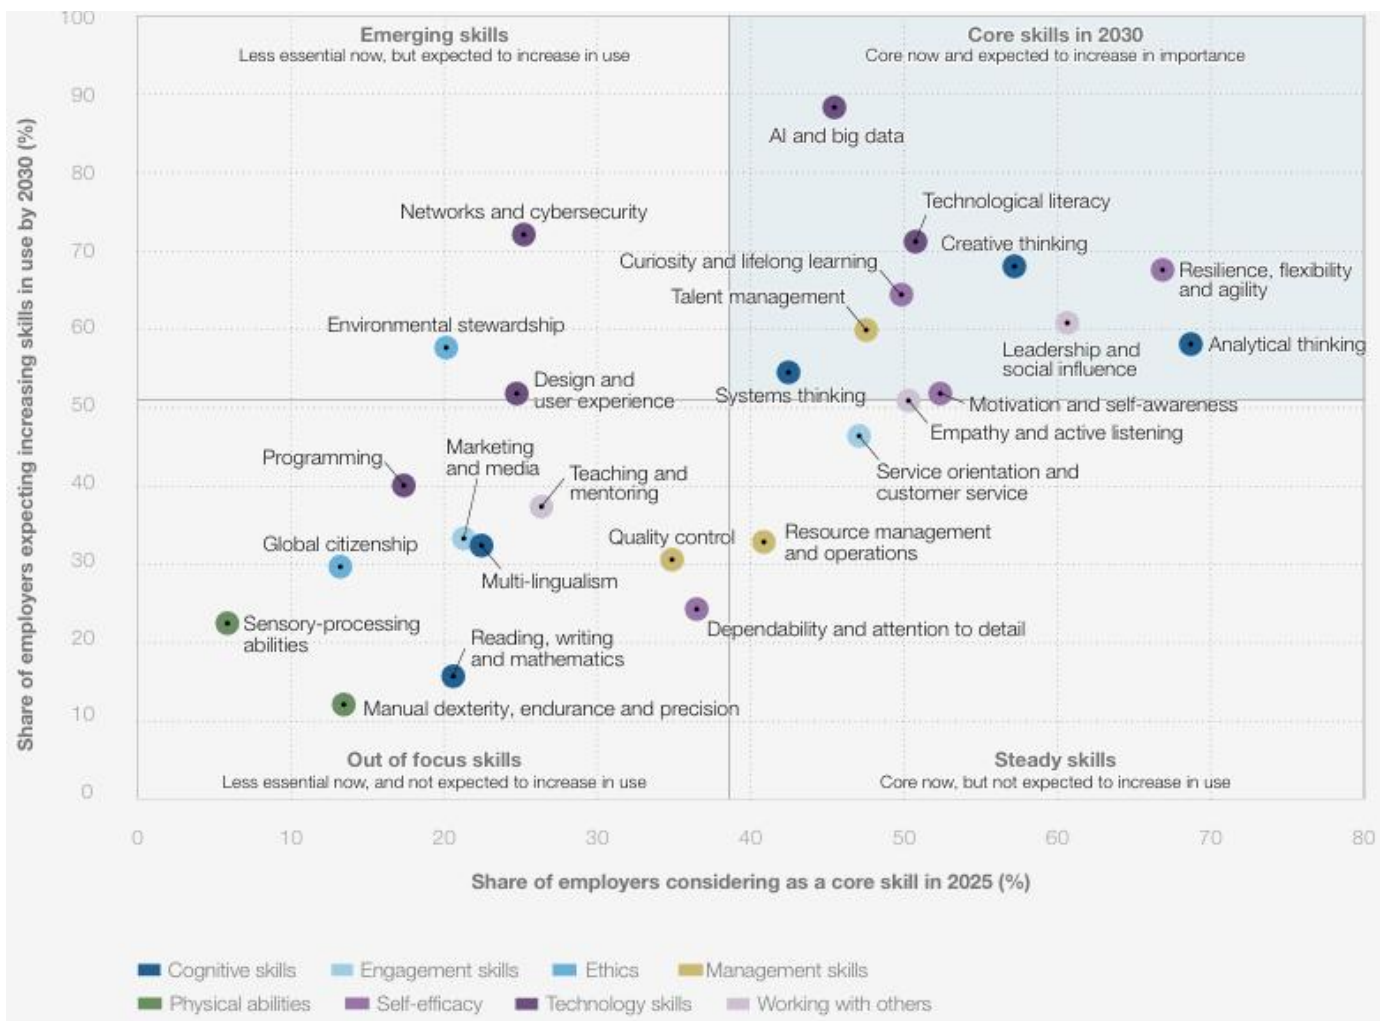 100
Emerging skills
Less essential now, but expected to increase in use
Core skills in 2030
Core now and expected to increase in importance
90
AI and big data
80
Technological literacy
Networks and cybersecurity
70
Creative thinking
Curiosity and lifelong learning
Resilience, flexibility
and agility
Talent management
60
Environmental stewardship
Leadership and
social influence
Analytical thinking
Design and
user experience
Systems thinking
50
Motivation and self-awareness
Empathy and active listening
Marketing
and media
Programming
Teaching and
mentoring
Service orientation and
customer service
40
Quality control
Resource management
and operations
Global citizenship
30
Multi-lingualism
Sensory-processing
abilities
Dependability and attention to detail
20
Reading, writing
and mathematics
Manual dexterity, endurance and precision
10
Out of focus skills
Less essential now, and not expected to increase in use
Steady skills
Core now, but not expected to increase in use
0
Share of employers expecting increasing skills in use by 2030 (%)
0 10 20 30 40 50 60 70 80
Share of employers considering as a core skill in 2025 (%)
Cognitive skills Engagement skills Ethics Management skills
Physical abilities Self-efficacy Technology skills Working with others